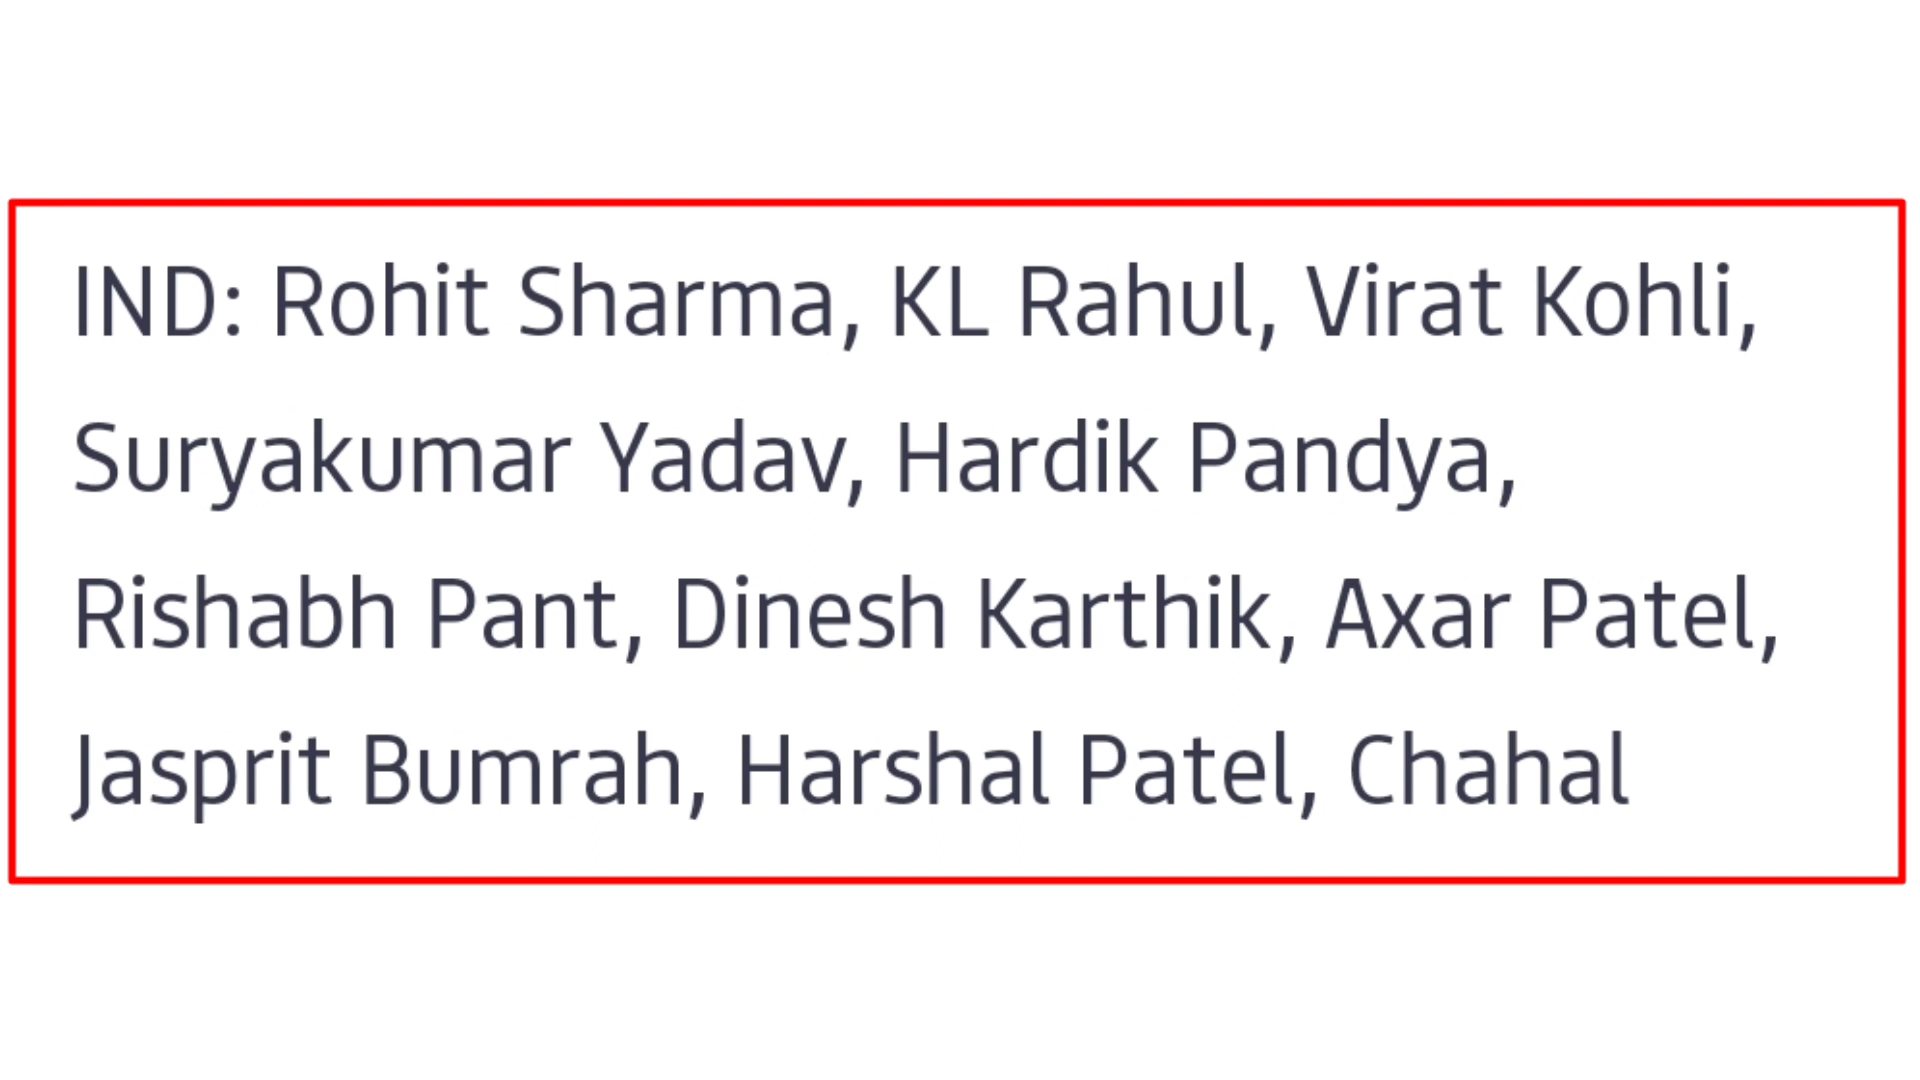 IND: Rohit Sharma, KL Rahul, Virat Kohli,
Suryakumar Yadav, Hardik Pandya,
Rishabh Pant, Dinesh Karthik, Axar Patel,
Jasprit Bumrah, Harshal Patel, Chahal